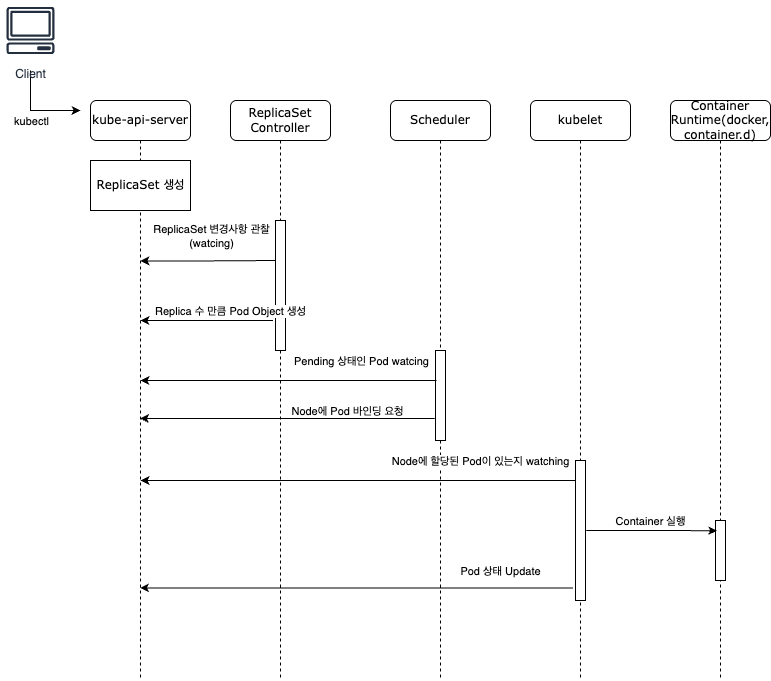 Client
kubectl
kube-api-server
ReplicaSet
Controller
Scheduler
kubelet
Container
Runtime(docker,
container.d)
ReplicaSet 생성
ReplicaSet 변경사항 관찰
(watcing)
Replica 수 만큼 Pod Object 생성
Pending 상태인 Pod watcing
Node에 Pod 바인딩 요청
Node에 할당된 Pod이 있는지 watching
Container 실행
Pod 상태 Update